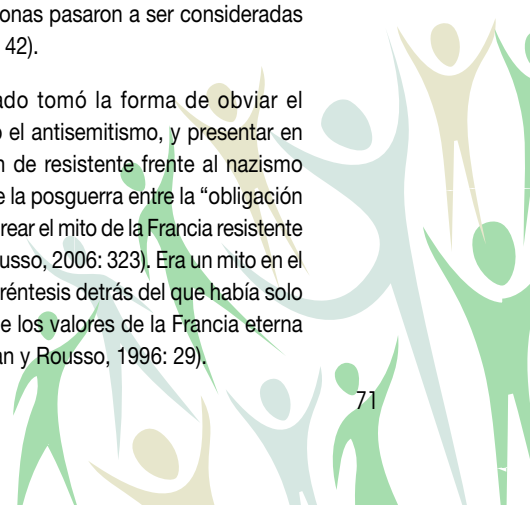 onas pasaron a ser consideradas
42).
ado tomó la forma de obviar el
o el antisemitismo, y presentar en
n de resistente frente al nazismo
e la posguerra entre la “obligación
rear el mito de la Francia resistente
usso, 2006: 323). Era un mito en el
réntesis detrás del que había solo
e los valores de la Francia eterna
an y Rousso, 1996: 29).
71